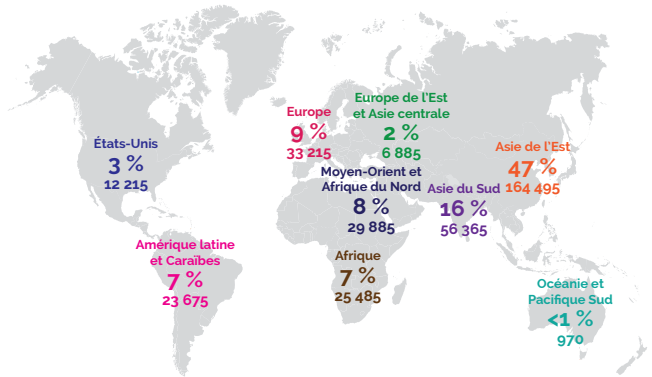 États-Unis
3 %
12 215
Europe
9 %
33 215
Europe de l'Est
et Asie centrale
2 %
6 885
Asie de l'Est
47 %
164 495
Moyen-Orient et
Afrique du Nord
8 %
29 885
Asie du Sud
16 %
56 365
Amérique latine
et Caraïbes
7 %
23 675
Afrique
7 %
25 485
Océanie et
Pacifique Sud
<1 %
970